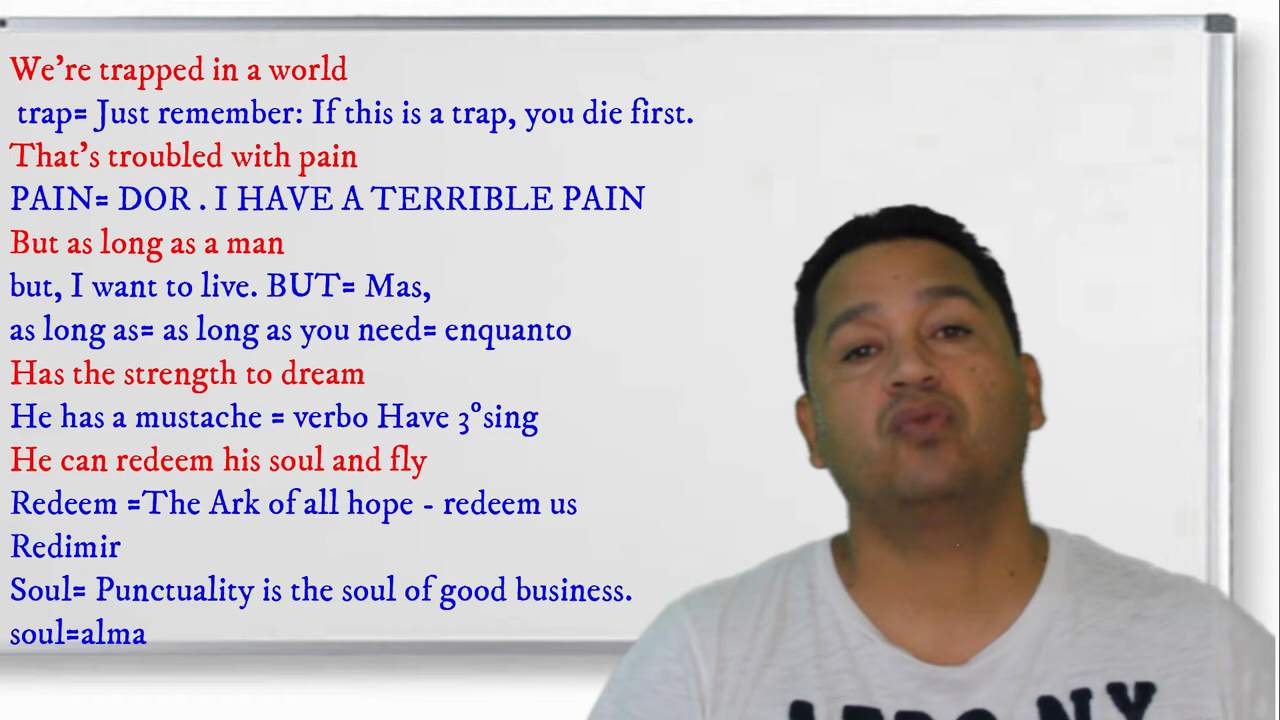 We're trapped in a world
trap= Just remember: If this is a trap, you die first.
That's troubled with pain
PAIN= DOR . I HAVE A TERRIBLE PAIN
But as long as a man
but, I want to live. BUT= Mas,
as long as= as long as you need= enquanto
Has the strength to dream
He has a mustache = verbo Have 3°sing
He can redeem his soul and fly
Redeem =The Ark of all hope - redeem us
Redimir
Soul= Punctuality is the soul of good business.
soul=alma